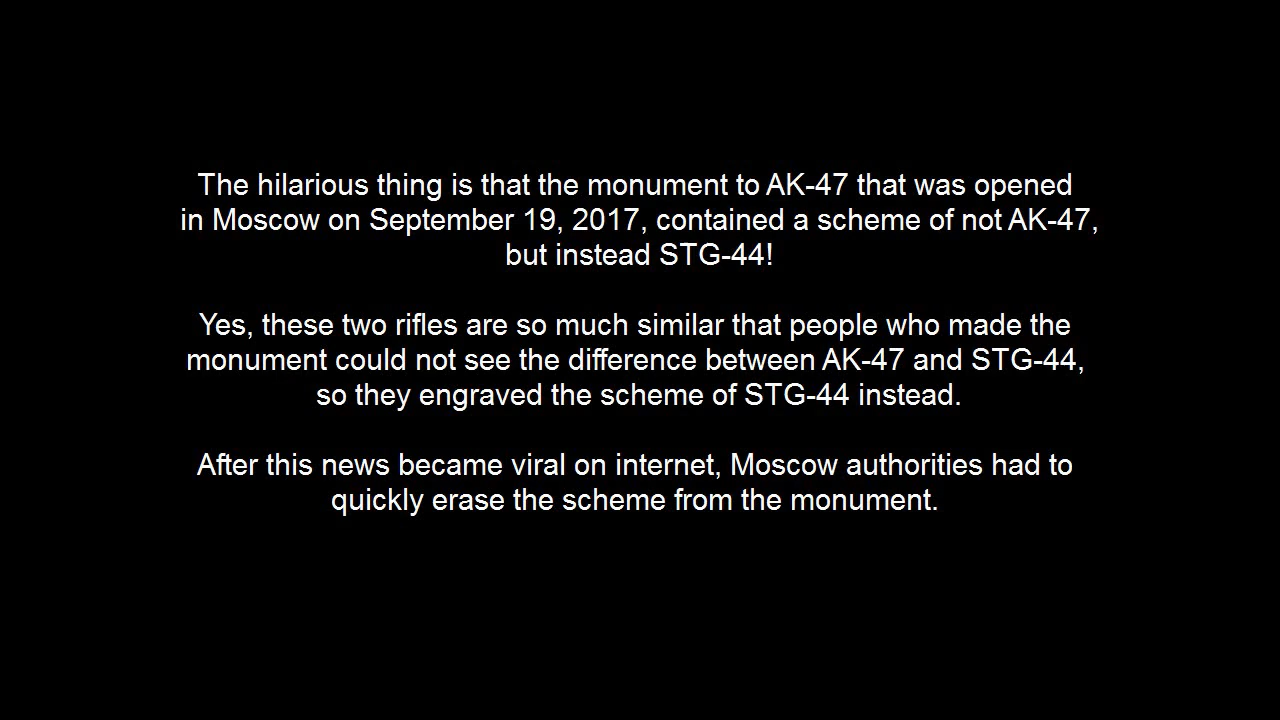 The hilarious thing is that the monument to AK-47 that was opened
in Moscow on September 19, 2017, contained a scheme of not AK-47,
but instead STG-44!
Yes, these two rifles are so much similar that people who made the
monument could not see the difference between AK-47 and STG-44,
so they engraved the scheme of STG-44 instead.
After this news became viral on internet, Moscow authorities had to
quickly erase the scheme from the monument.